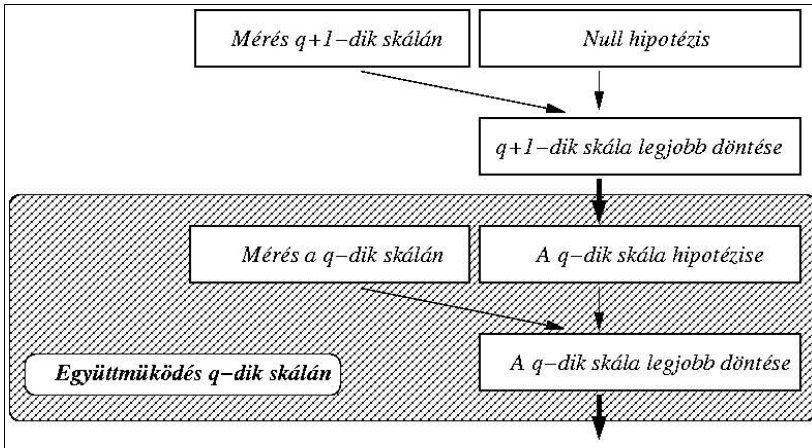 Mérés q+1-dik skálán
Null hipotézis
q+1-dik skála legjobb döntése
Mérés a q-dik skálán
A q-dik skála hipotézise
A q-dik skála legjobb döntése
Együttmüködés q-dik skálán